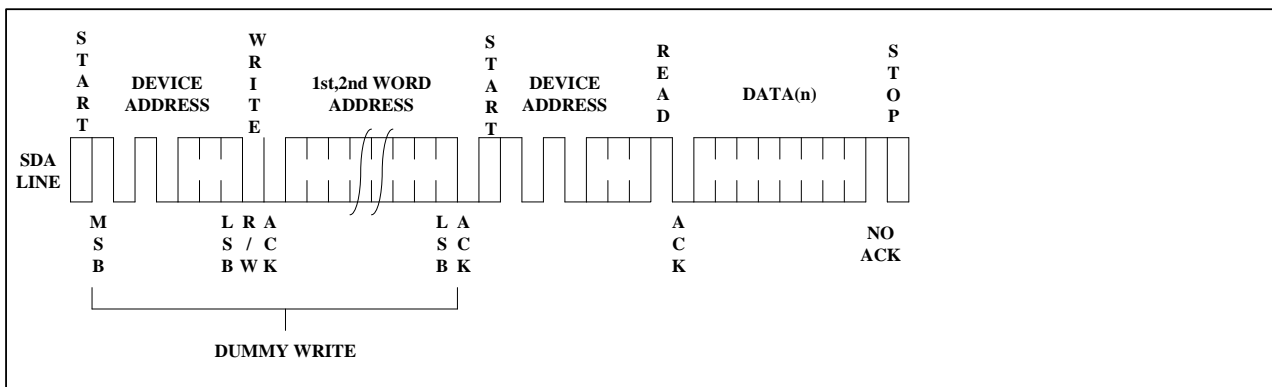 START
DEVICE
ADDRESS
WRITE
1st,2nd WORD
ADDRESS
START
DEVICE
ADDRESS
READ
DATA(n)
STOP
SDA
LINE
MSB
LSB
R/W
ACK
LSB
ACK
ACK
NO
ACK
DUMMY WRITE